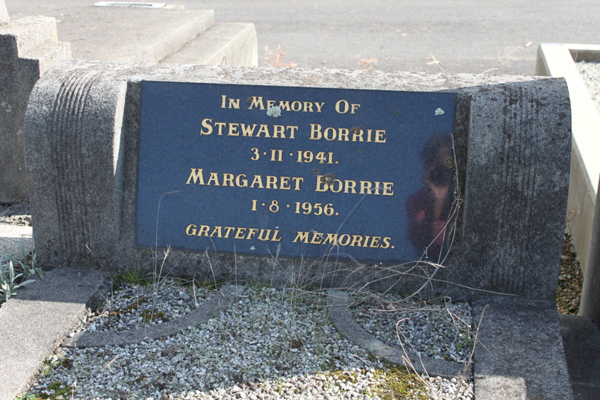 In Memory Of
Stewart Borrie
3·11·1941.
Margaret Borrie
1·8·1956.
Grateful Memories.